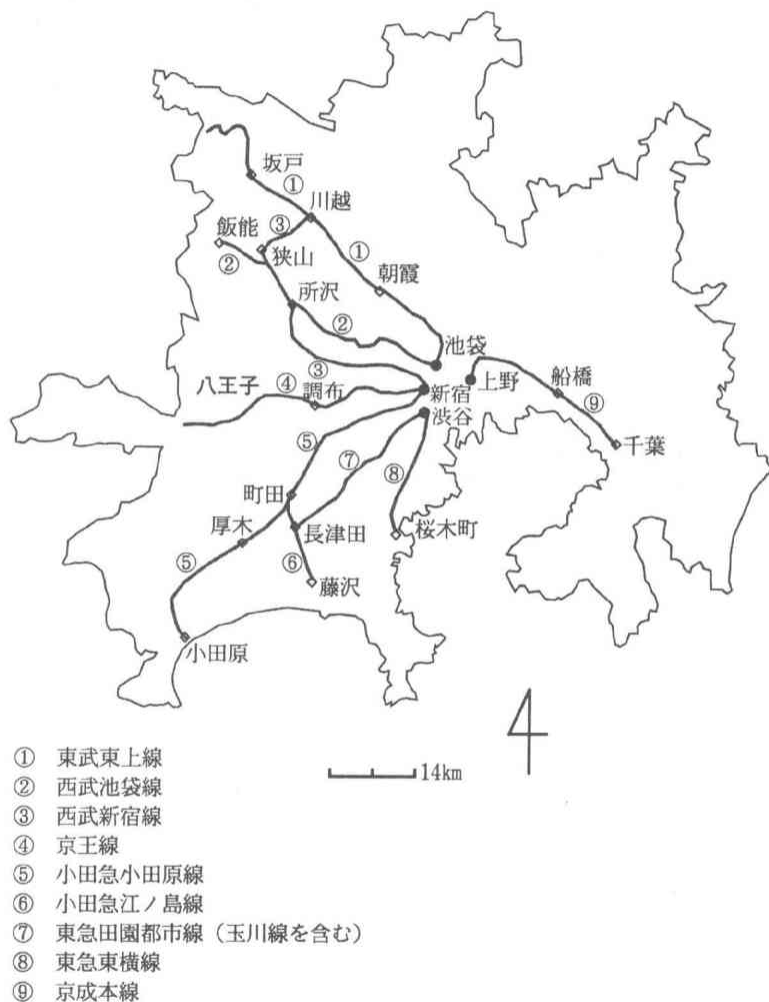 坂戸
①
川越
飯能
③
②
狭山
①
朝霞
所沢
②
池袋
③
上野
船橋
八王子
④
調布
新宿
⑨
渋谷
⑤
⑦
千葉
⑧
町田
厚木
長津田
桜木町
⑤
⑥
藤沢
小田原
14km
① 東武東上線
② 西武池袋線
③ 西武新宿線
④ 京王線
⑤ 小田急小田原線
⑥ 小田急江ノ島線
⑦ 東急田園都市線（玉川線を含む）
⑧ 東急東横線
⑨ 京成本線